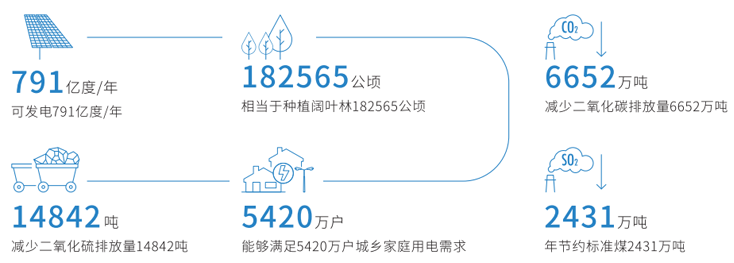 791亿度/年
可发电791亿度/年
182565公顷
相当于种植阔叶林182565公顷
CO₂
6652万吨
减少二氧化碳排放量6652万吨
14842吨
减少二氧化硫排放量14842吨
5420万户
能够满足5420万户城乡家庭用电需求
SO₂
2431万吨
年节约标准煤2431万吨